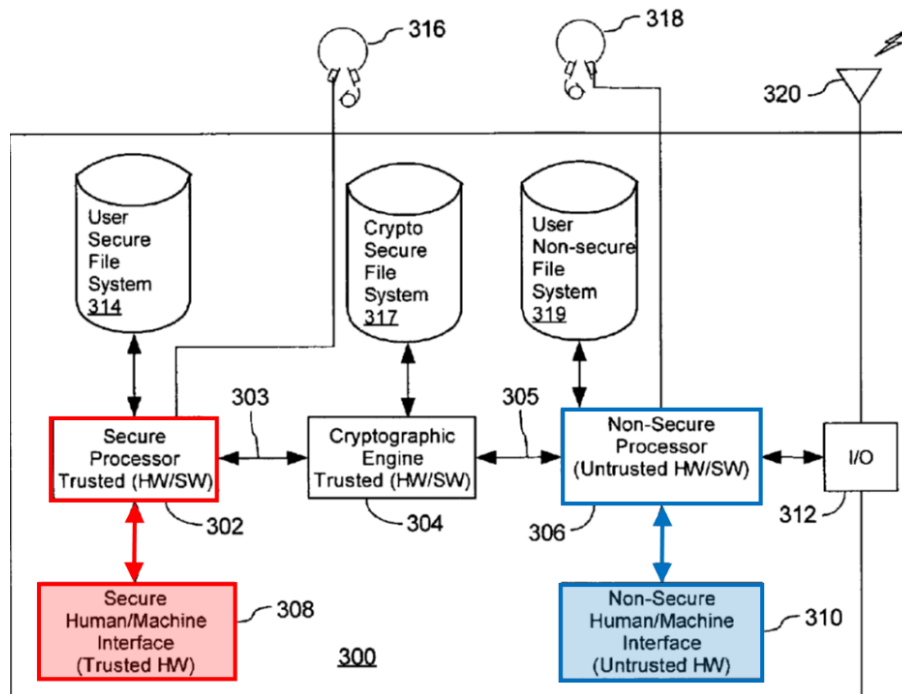 316
318
320
User
Secure
File
System
314
Crypto
Secure
File
System
317
User
Non-secure
File
System
319
303
305
Secure
Processor
Trusted (HW/SW)
302
Cryptographic
Engine
Trusted (HW/SW)
304
Non-Secure
Processor
(Untrusted HW/SW)
306
I/O
312
Secure
Human/Machine
Interface
(Trusted HW)
308
300
Non-Secure
Human/Machine
Interface
(Untrusted HW)
310